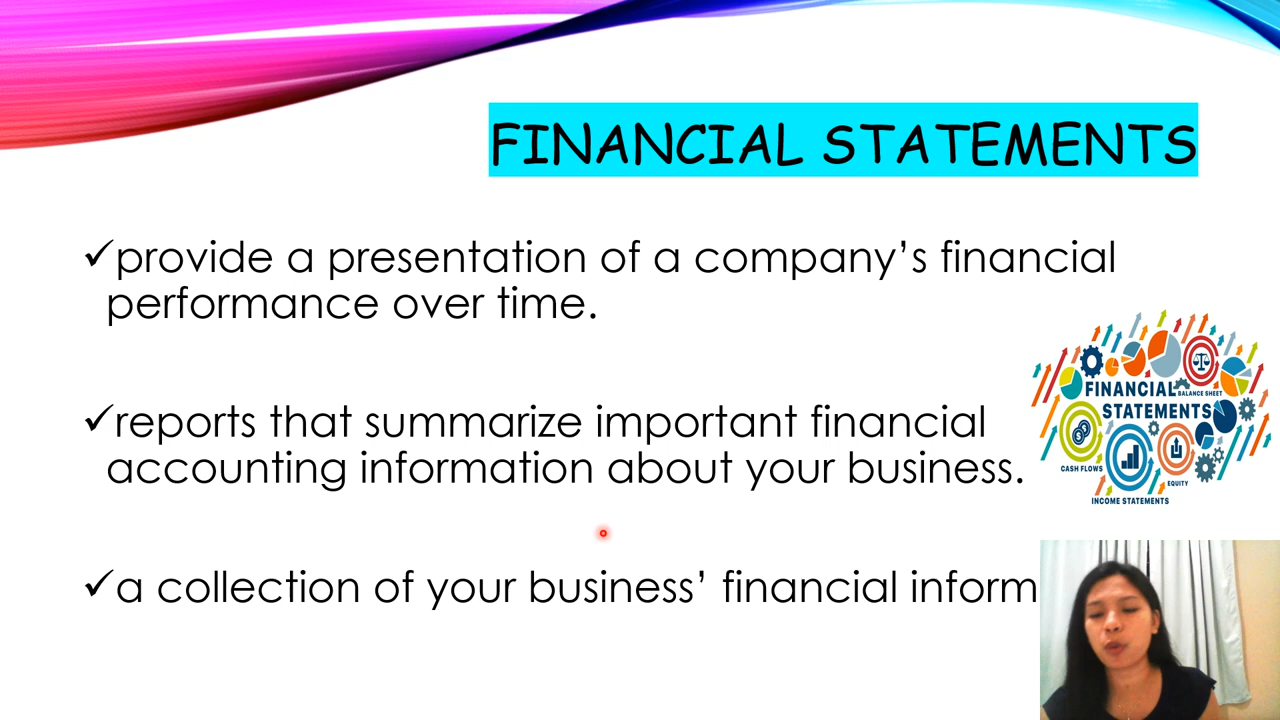 FINANCIAL STATEMENTS
provide a presentation of a company’s financial
performance over time.
reports that summarize important financial
accounting information about your business.
a collection of your business’ financial inform
FINANCIAL
BALANCE SHEET
STATEMENTS
CASH FLOWS
EQUITY
INCOME STATEMENTS